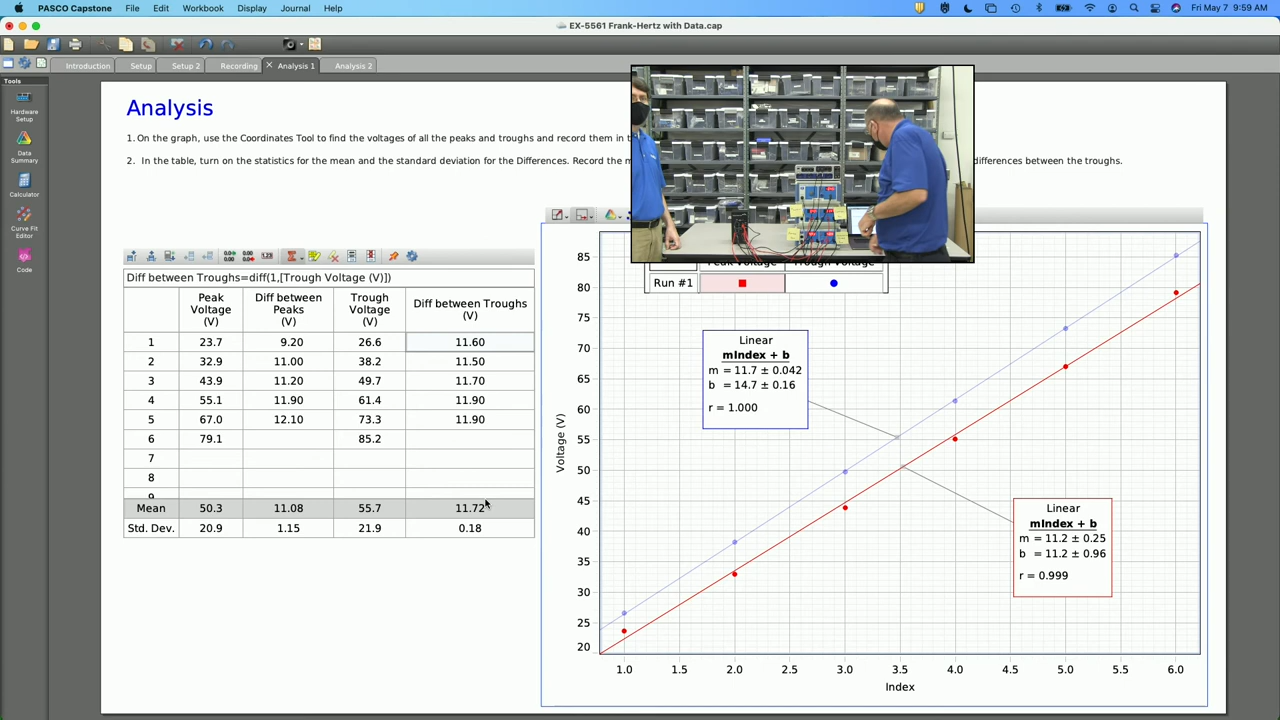 PASCO Capstone File Edit Workbook Display Journal Help Fri May 7 9:59 AM
EX-5561 Frank-Hertz with Data.cap
Introduction Setup Setup 2 Recording Analysis 1 Analysis 2
Tools
Hardware Setup
Data Summary
Calculator
Curve Fit Editor
Code
Analysis
1. On the graph, use the Coordinates Tool to find the voltages of all the peaks and troughs and record them in t
2. In the table, turn on the statistics for the mean and the standard deviation for the Differences. Record the m differences between the troughs.
Diff between Troughs=diff(1,[Trough Voltage (V)])
Peak Voltage (V) Diff between Peaks (V) Trough Voltage (V) Diff between Troughs (V)
1 23.7 9.20 26.6 11.60
2 32.9 11.00 38.2 11.50
3 43.9 11.20 49.7 11.70
4 55.1 11.90 61.4 11.90
5 67.0 12.10 73.3 11.90
6 79.1 85.2
7
8
9
Mean 50.3 11.08 55.7 11.72
Std. Dev. 20.9 1.15 21.9 0.18
Peak Voltage Trough Voltage
Run #1
Linear
mIndex + b
m = 11.7 ± 0.042
b = 14.7 ± 0.16
r = 1.000
Linear
mIndex + b
m = 11.2 ± 0.25
b = 11.2 ± 0.96
r = 0.999
Voltage (V)
85
80
75
70
65
60
55
50
45
40
35
30
25
20
1.0 1.5 2.0 2.5 3.0 3.5 4.0 4.5 5.0 5.5 6.0
Index